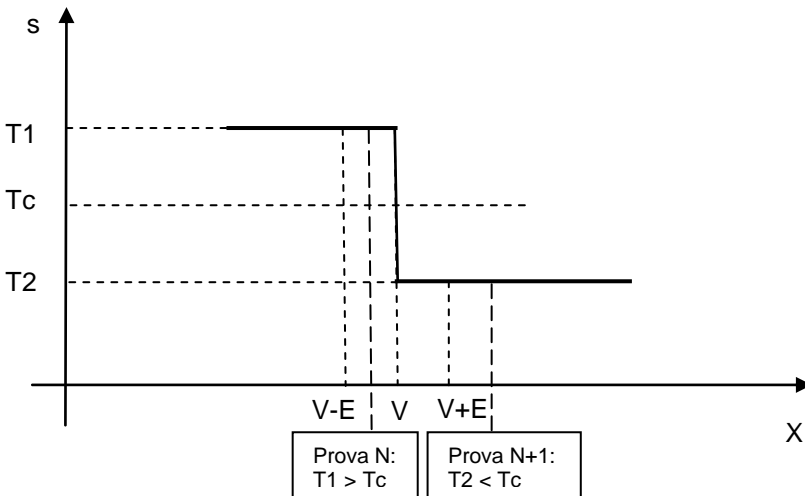 s
T1
Tc
T2
V-E V V+E
X
Prova N:
T1 > Tc
Prova N+1:
T2 < Tc